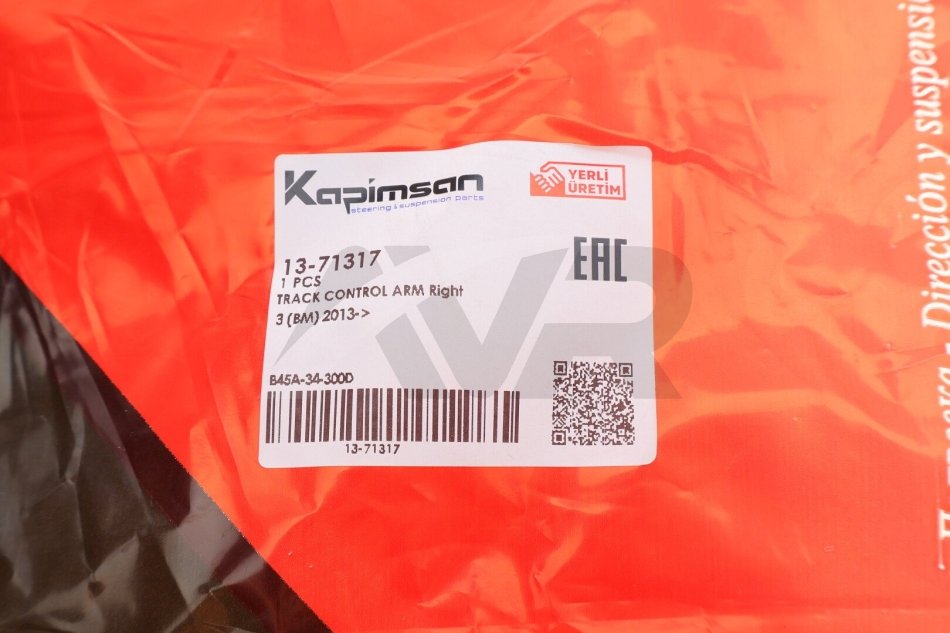 Kapimsan
steering & suspension parts
YERLİ
ÜRETİM
13-71317
1 PCS
TRACK CONTROL ARM Right
3 (BM) 2013->
EAC
B45A-34-300D
13-71317
VR
Dirección y suspensi